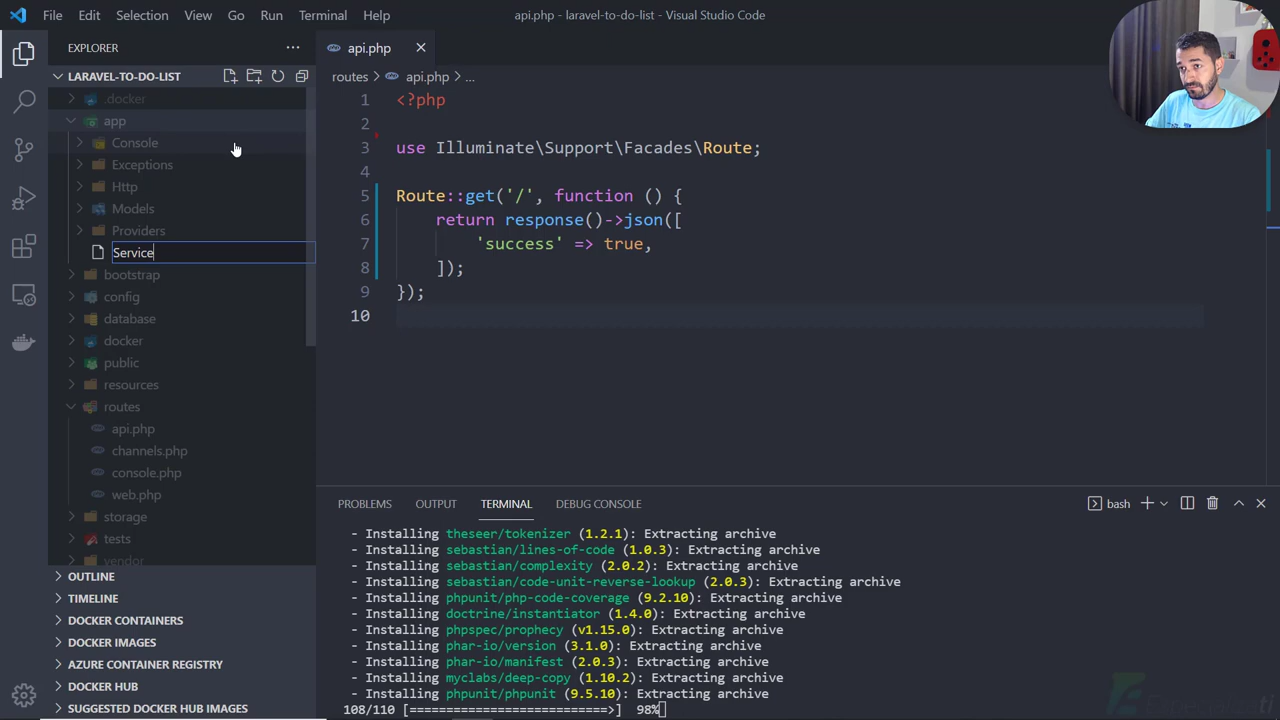 File Edit Selection View Go Run Terminal Help
api.php - laravel-to-do-list - Visual Studio Code
EXPLORER
LARAVEL-TO-DO-LIST
.docker
app
Console
Exceptions
Http
Models
Providers
Service
bootstrap
config
database
docker
public
resources
routes
api.php
channels.php
console.php
web.php
storage
tests
vendor
OUTLINE
TIMELINE
DOCKER CONTAINERS
DOCKER IMAGES
AZURE CONTAINER REGISTRY
DOCKER HUB
SUGGESTED DOCKER HUB IMAGES
api.php
routes > api.php > ...
1 <?php
2
3 use Illuminate\Support\Facades\Route;
4
5 Route::get('/', function () {
6 return response()->json([
7 'success' => true,
8 ]);
9 });
10
PROBLEMS OUTPUT TERMINAL DEBUG CONSOLE
bash
- Installing theseer/tokenizer (1.2.1): Extracting archive
- Installing sebastian/lines-of-code (1.0.3): Extracting archive
- Installing sebastian/complexity (2.0.2): Extracting archive
- Installing sebastian/code-unit-reverse-lookup (2.0.3): Extracting archive
- Installing phpunit/php-code-coverage (9.2.10): Extracting archive
- Installing doctrine/instantiator (1.4.0): Extracting archive
- Installing phpspec/prophecy (v1.15.0): Extracting archive
- Installing phar-io/version (3.1.0): Extracting archive
- Installing phar-io/manifest (2.0.3): Extracting archive
- Installing myclabs/deep-copy (1.10.2): Extracting archive
- Installing phpunit/phpunit (9.5.10): Extracting archive
108/110 [===========================>] 98%